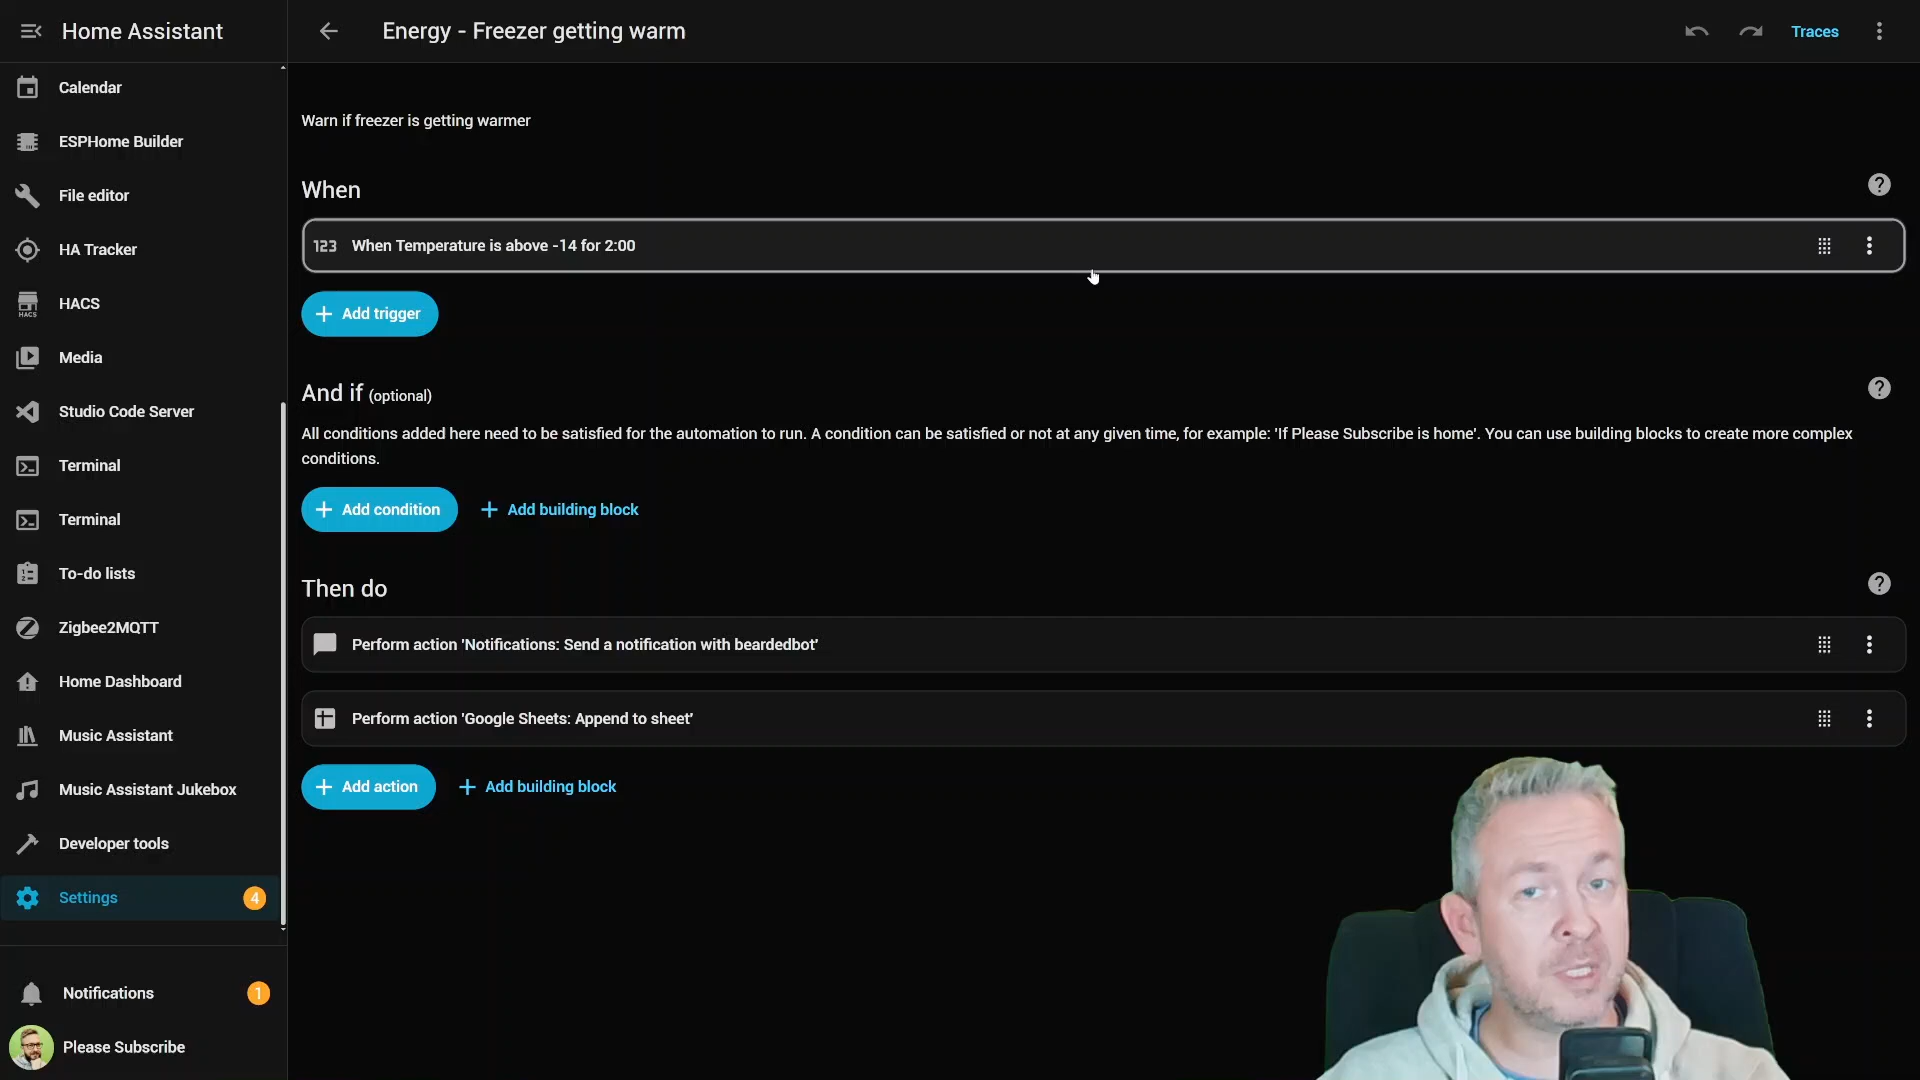 Home Assistant
Energy - Freezer getting warm
Traces
Calendar
ESPHome Builder
File editor
HA Tracker
HACS
HACS
Media
Studio Code Server
Terminal
Terminal
To-do lists
Zigbee2MQTT
Home Dashboard
Music Assistant
Music Assistant Jukebox
Developer tools
Settings
4
Notifications
1
Please Subscribe
Warn if freezer is getting warmer
When
123 When Temperature is above -14 for 2:00
+ Add trigger
And if (optional)
All conditions added here need to be satisfied for the automation to run. A condition can be satisfied or not at any given time, for example: 'If Please Subscribe is home'. You can use building blocks to create more complex
conditions.
+ Add condition + Add building block
Then do
Perform action 'Notifications: Send a notification with beardedbot'
Perform action 'Google Sheets: Append to sheet'
+ Add action + Add building block